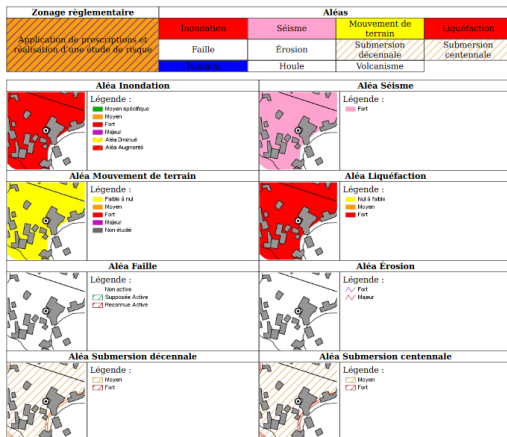 Zonage règlementaire
Aléas
Application de prescriptions et
réalisation d'une étude de risque
Inondation
Séisme
Mouvement de
terrain
Liquéfaction
Faille
Érosion
Submersion
décennale
Submersion
centennale
Tsunami
Houle
Volcanisme
Aléa Inondation
Légende :
Moyen spécifique
Moyen
Fort
Majeur
Aléa Diminué
Aléa Augmenté
Aléa Séisme
Légende :
Fort
Aléa Mouvement de terrain
Légende :
Faible à nul
Moyen
Fort
Majeur
Non étudié
Aléa Liquéfaction
Légende :
Nul à faible
Moyen
Fort
Aléa Faille
Légende :
Non active
Supposée Active
Reconnue Active
Aléa Érosion
Légende :
Fort
Majeur
Aléa Submersion décennale
Légende :
Moyen
Fort
Aléa Submersion centennale
Légende :
Moyen
Fort